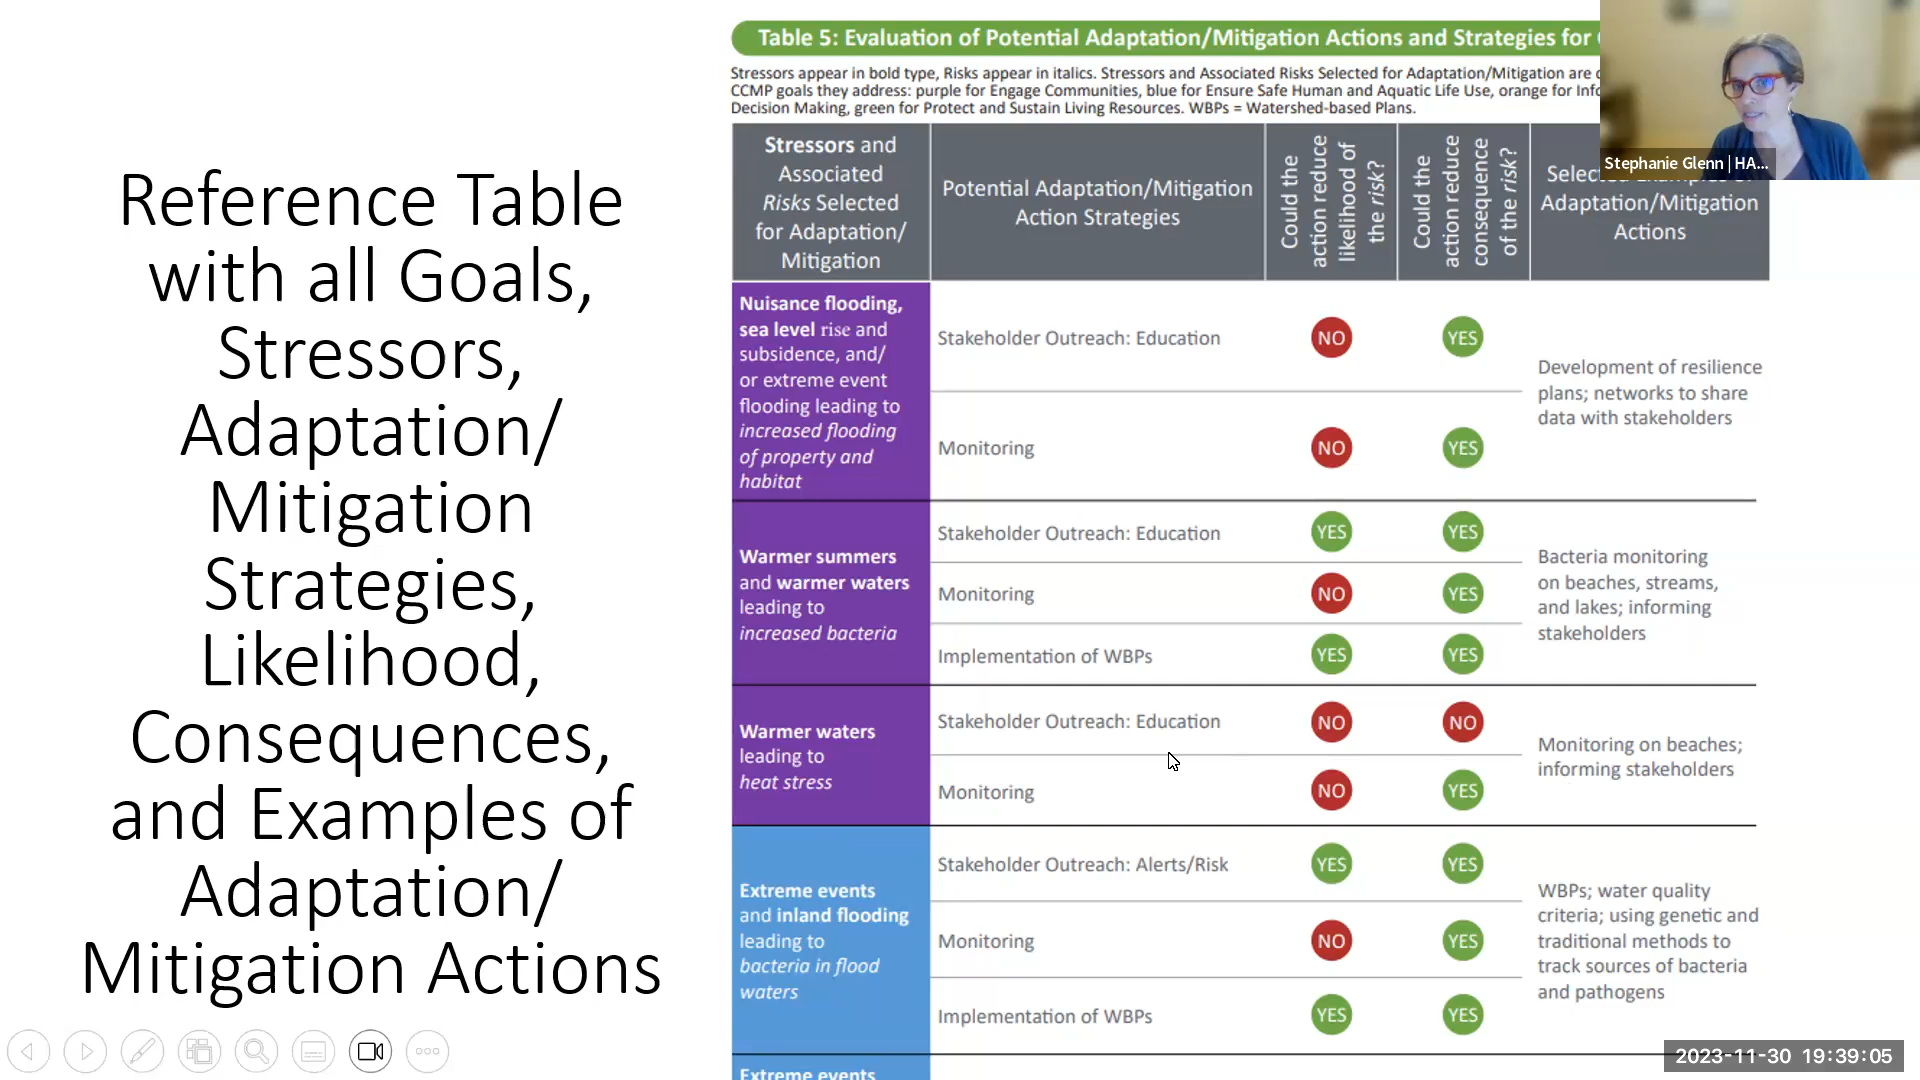 Reference Table
with all Goals,
Stressors,
Adaptation/
Mitigation
Strategies,
Likelihood,
Consequences,
and Examples of
Adaptation/
Mitigation Actions
Table 5: Evaluation of Potential Adaptation/Mitigation Actions and Strategies for
Stressors appear in bold type, Risks appear in italics. Stressors and Associated Risks Selected for Adaptation/Mitigation are
CCMP goals they address: purple for Engage Communities, blue for Ensure Safe Human and Aquatic Life Use, orange for
Decision Making, green for Protect and Sustain Living Resources. WBPs = Watershed-based Plans.
Stressors and
Associated
Risks Selected
for Adaptation/
Mitigation
Potential Adaptation/Mitigation
Action Strategies
Could the
action reduce
likelihood of
the risk?
Could the
action reduce
consequence
of the risk?
Adaptation/Mitigation
Actions
Nuisance flooding,
sea level rise and
subsidence, and/
or extreme event
flooding leading to
increased flooding
of property and
habitat
Stakeholder Outreach: Education
NO
YES
Monitoring
NO
YES
Development of resilience
plans; networks to share
data with stakeholders
Warmer summers
and warmer waters
leading to
increased bacteria
Stakeholder Outreach: Education
YES
YES
Monitoring
NO
YES
Implementation of WBPs
YES
YES
Bacteria monitoring
on beaches, streams,
and lakes; informing
stakeholders
Warmer waters
leading to
heat stress
Stakeholder Outreach: Education
NO
NO
Monitoring
NO
YES
Monitoring on beaches;
informing stakeholders
Extreme events
and inland flooding
leading to
bacteria in flood
waters
Stakeholder Outreach: Alerts/Risk
YES
YES
Monitoring
NO
YES
Implementation of WBPs
YES
YES
WBPs; water quality
criteria; using genetic and
traditional methods to
track sources of bacteria
and pathogens
Extreme events
Stephanie Glenn | HA...
2023-11-30 19:39:05